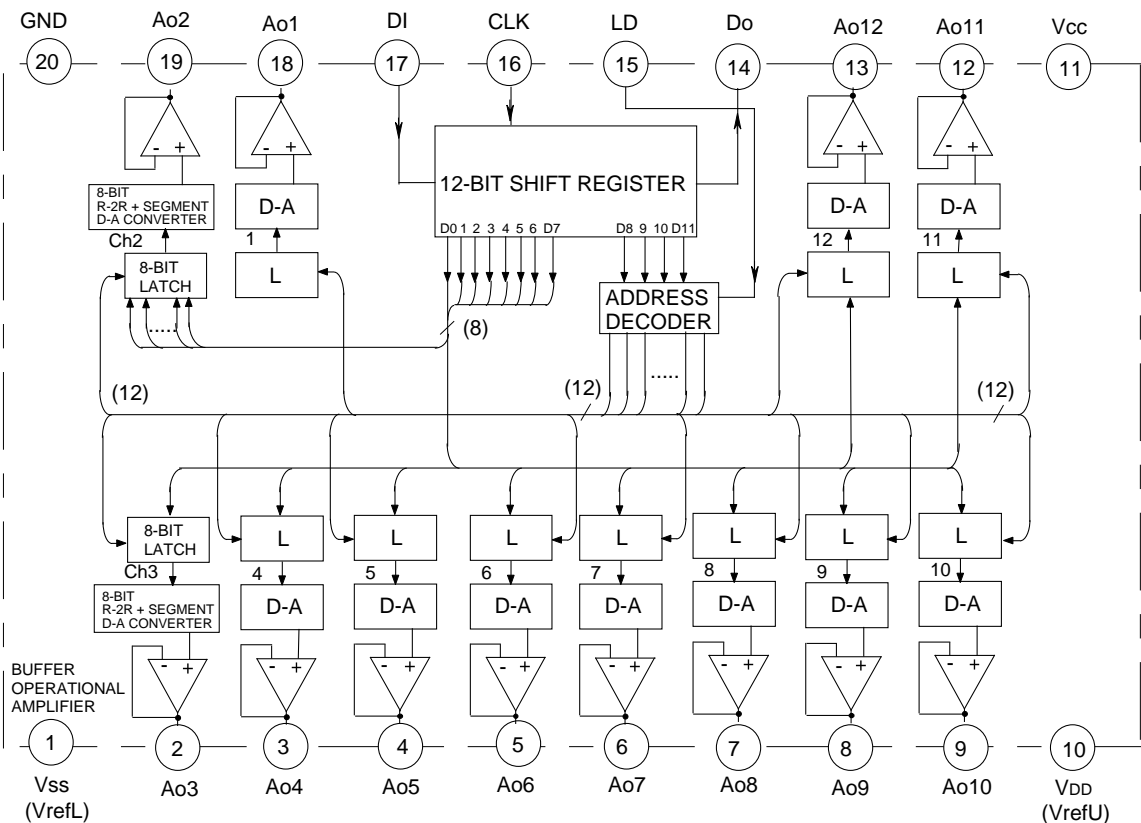 GND Ao2 Ao1 DI CLK LD Do Ao12 Ao11 Vcc
20 19 18 17 16 15 14 13 12 11
- + - + - + - +
8-BIT
R-2R + SEGMENT
D-A CONVERTER
D-A
12-BIT SHIFT REGISTER
D-A D-A
Ch2 1 D0 1 2 3 4 5 6 D7 D8 9 10 D11 12 11
8-BIT
LATCH
L
ADDRESS
DECODER
L L
.....
(8)
.....
(12) (12) (12)
8-BIT
LATCH
L L L L L L L
Ch3 4 5 6 7 8 9 10
8-BIT
R-2R + SEGMENT
D-A CONVERTER
D-A D-A D-A D-A D-A D-A D-A
- + - + - + - + - + - + - + - +
BUFFER
OPERATIONAL
AMPLIFIER
1 2 3 4 5 6 7 8 9 10
Vss Ao3 Ao4 Ao5 Ao6 Ao7 Ao8 Ao9 Ao10 VDD
(VrefL) (VrefU)